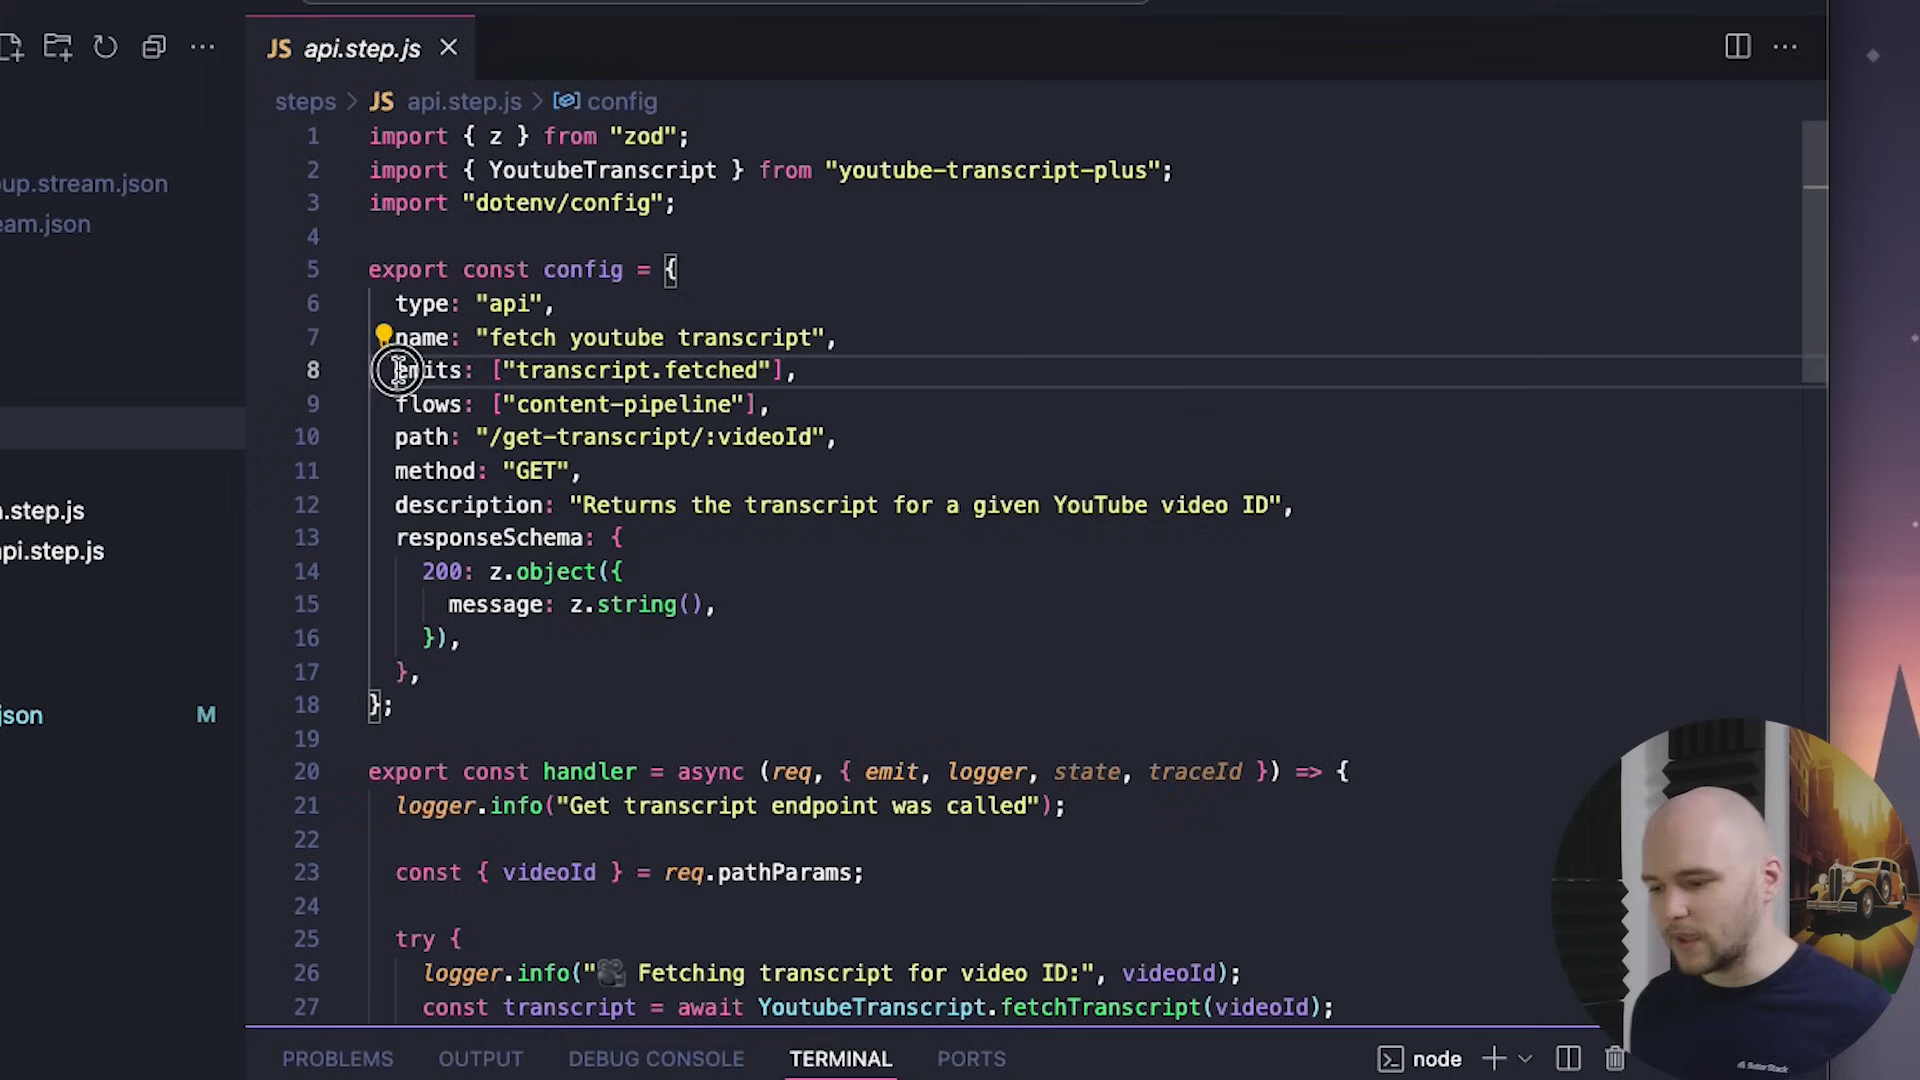 JS api.step.js
steps > JS api.step.js > config
1 import { z } from "zod";
2 import { YoutubeTranscript } from "youtube-transcript-plus";
3 import "dotenv/config";
4
5 export const config = {
6 type: "api",
7 name: "fetch youtube transcript",
8 emits: ["transcript.fetched"],
9 flows: ["content-pipeline"],
10 path: "/get-transcript/:videoId",
11 method: "GET",
12 description: "Returns the transcript for a given YouTube video ID",
13 responseSchema: {
14 200: z.object({
15 message: z.string(),
16 }),
17 },
18 };
19
20 export const handler = async (req, { emit, logger, state, traceId }) => {
21 logger.info("Get transcript endpoint was called");
22
23 const { videoId } = req.pathParams;
24
25 try {
26 logger.info("🎥 Fetching transcript for video ID:", videoId);
27 const transcript = await YoutubeTranscript.fetchTranscript(videoId);
up.stream.json
eam.json
.step.js
api.step.js
json M
PROBLEMS OUTPUT DEBUG CONSOLE TERMINAL PORTS node
Better Stack